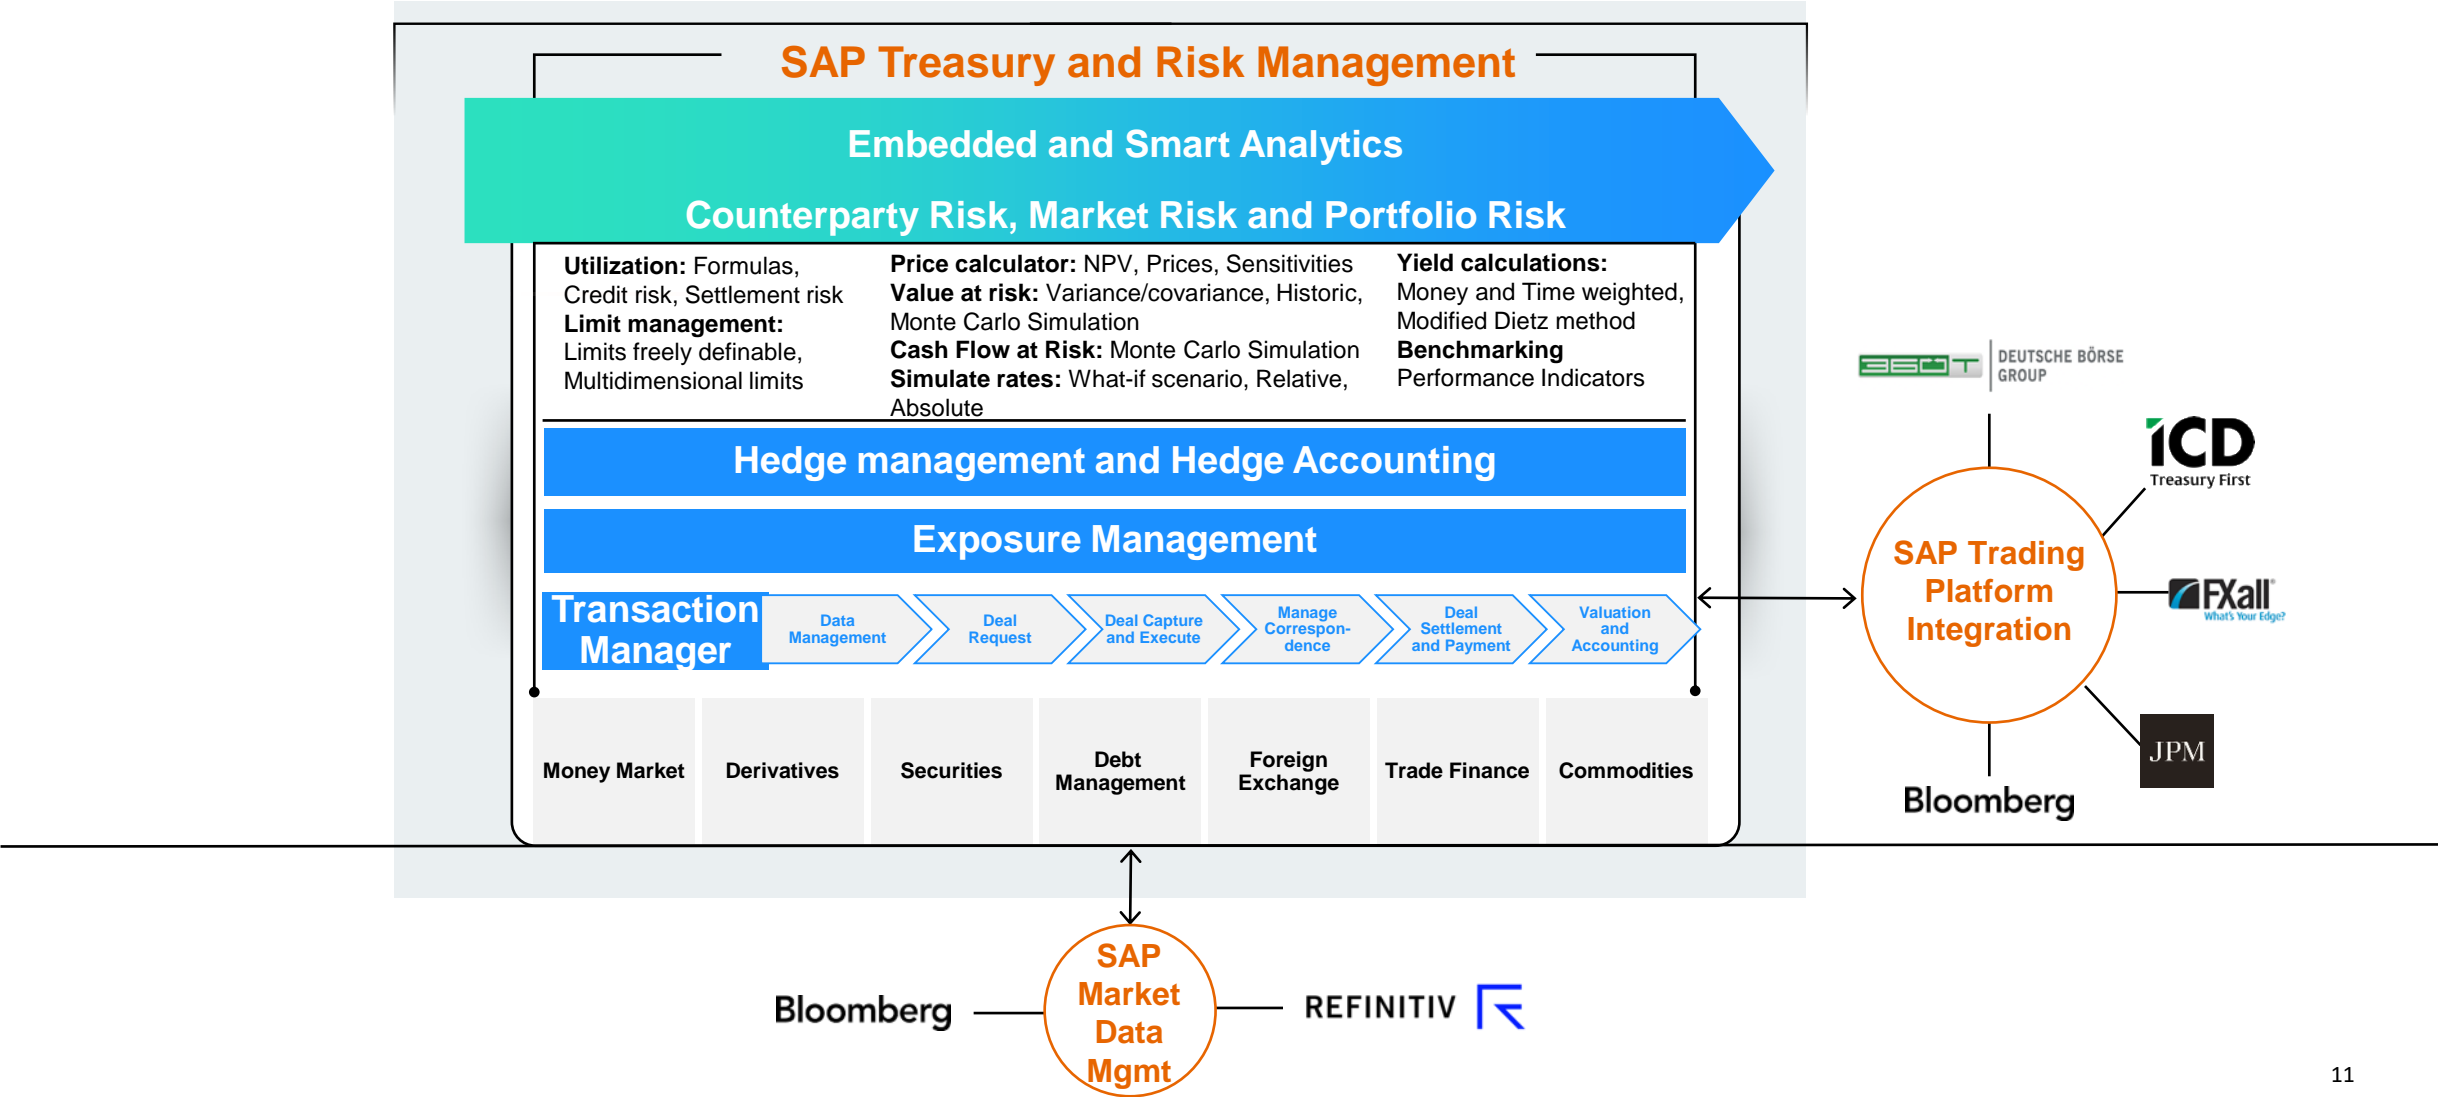 SAP Treasury and Risk Management
Embedded and Smart Analytics
Counterparty Risk, Market Risk and Portfolio Risk
Utilization: Formulas,
Credit risk, Settlement risk
Limit management:
Limits freely definable,
Multidimensional limits
Price calculator: NPV, Prices, Sensitivities
Value at risk: Variance/covariance, Historic,
Monte Carlo Simulation
Cash Flow at Risk: Monte Carlo Simulation
Simulate rates: What-if scenario, Relative,
Absolute
Yield calculations:
Money and Time weighted,
Modified Dietz method
Benchmarking
Performance Indicators
Hedge management and Hedge Accounting
Exposure Management
Transaction
Manager
Data
Management
Deal
Request
Deal Capture
and Execute
Manage
Correspon-
dence
Deal
Settlement
and Payment
Valuation
and
Accounting
Money Market
Derivatives
Securities
Debt
Management
Foreign
Exchange
Trade Finance
Commodities
360T
DEUTSCHE BÖRSE
GROUP
iCD
Treasury First
SAP Trading
Platform
Integration
FXall
What's Your Edge?
JPM
Bloomberg
SAP
Market
Data
Mgmt
Bloomberg
REFINITIV
11